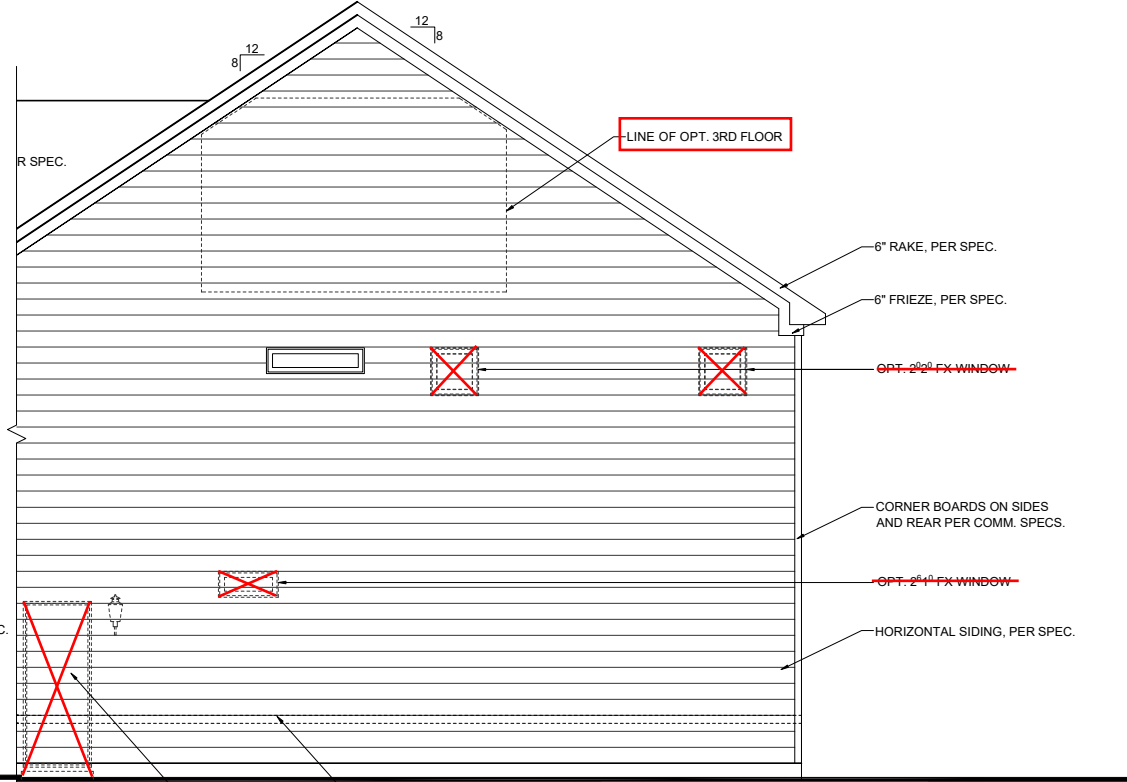 12
8
12
8
LINE OF OPT. 3RD FLOOR
R SPEC.
6" RAKE, PER SPEC.
6" FRIEZE, PER SPEC.
OPT. 2⁰2⁰ FX WINDOW
CORNER BOARDS ON SIDES
AND REAR PER COMM. SPECS.
OPT. 2⁶1⁰ FX WINDOW
C.
HORIZONTAL SIDING, PER SPEC.